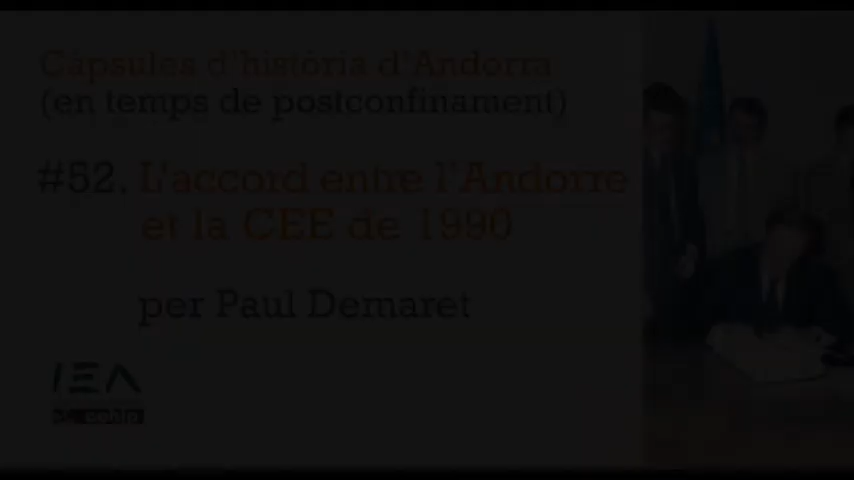 Càpsules d'història d'Andorra
(en temps de postconfinament)
#52. L'accord entre l'Andorre
et la CEE de 1990
per Paul Demaret
IEA